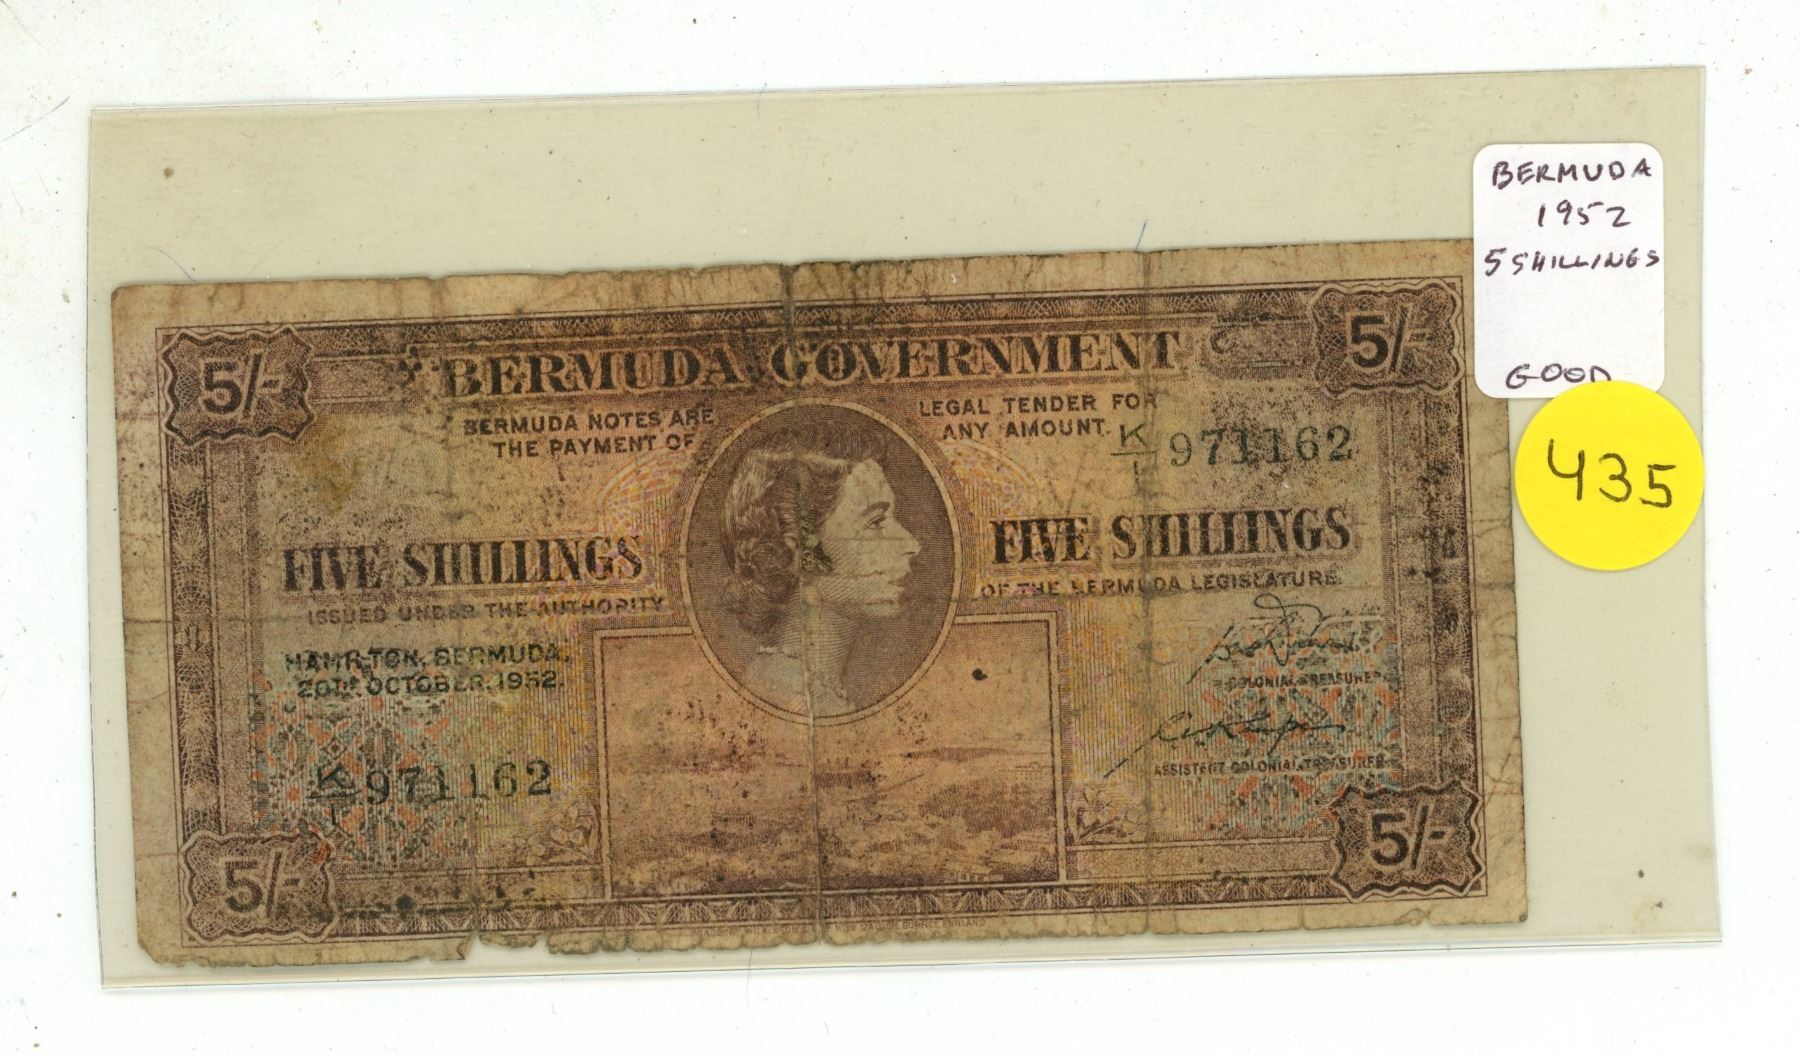 BERMUDA
1952
5 SHILLINGS
GOOD
435
5/- 5/-
BERMUDA GOVERNMENT
BERMUDA NOTES ARE LEGAL TENDER FOR
THE PAYMENT OF ANY AMOUNT.
K/1 971162
FIVE SHILLINGS FIVE SHILLINGS
ISSUED UNDER THE AUTHORITY OF THE BERMUDA LEGISLATURE.
HAMILTON, BERMUDA,
20TH OCTOBER, 1952.
COLONIAL TREASURER
ASSISTANT COLONIAL TREASURER
K/1 971162
5/- 5/-